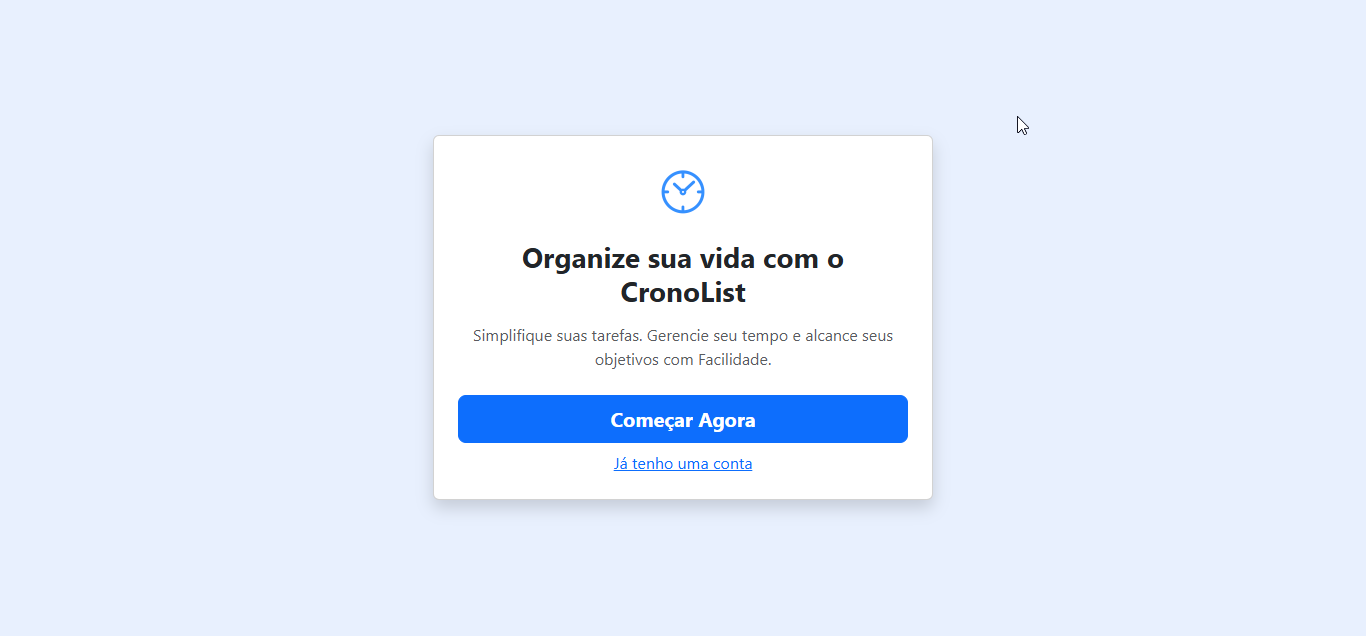 Organize sua vida com o
CronoList
Simplifique suas tarefas. Gerencie seu tempo e alcance seus
objetivos com Facilidade.
Começar Agora
Já tenho uma conta